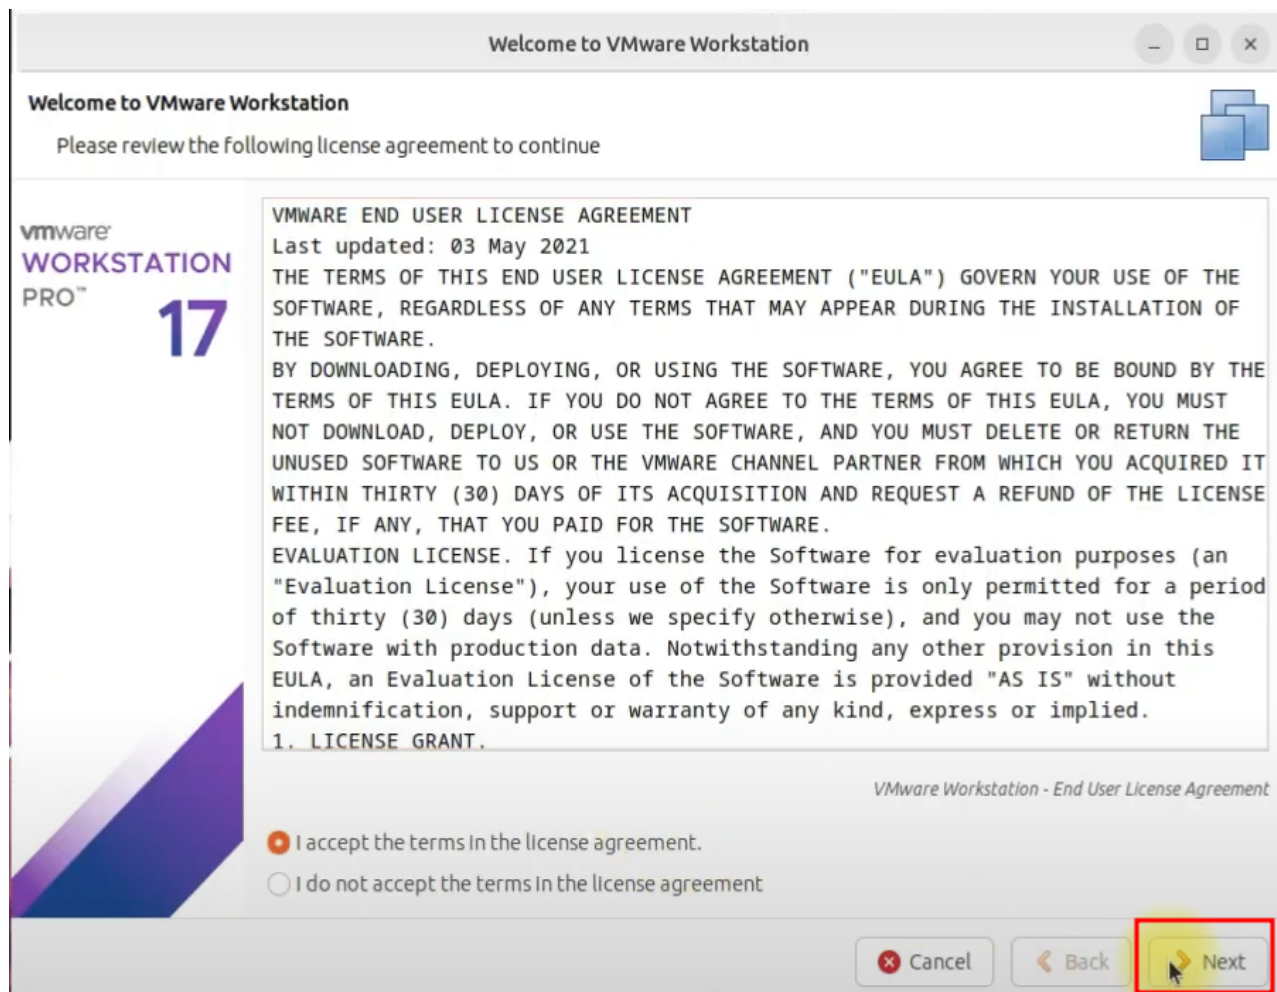 Welcome to VMware Workstation
Welcome to VMware Workstation
Please review the following license agreement to continue
vmware
WORKSTATION
PRO™
17
VMWARE END USER LICENSE AGREEMENT
Last updated: 03 May 2021
THE TERMS OF THIS END USER LICENSE AGREEMENT ("EULA") GOVERN YOUR USE OF THE
SOFTWARE, REGARDLESS OF ANY TERMS THAT MAY APPEAR DURING THE INSTALLATION OF
THE SOFTWARE.
BY DOWNLOADING, DEPLOYING, OR USING THE SOFTWARE, YOU AGREE TO BE BOUND BY THE
TERMS OF THIS EULA. IF YOU DO NOT AGREE TO THE TERMS OF THIS EULA, YOU MUST
NOT DOWNLOAD, DEPLOY, OR USE THE SOFTWARE, AND YOU MUST DELETE OR RETURN THE
UNUSED SOFTWARE TO US OR THE VMWARE CHANNEL PARTNER FROM WHICH YOU ACQUIRED IT
WITHIN THIRTY (30) DAYS OF ITS ACQUISITION AND REQUEST A REFUND OF THE LICENSE
FEE, IF ANY, THAT YOU PAID FOR THE SOFTWARE.
EVALUATION LICENSE. If you license the Software for evaluation purposes (an
"Evaluation License"), your use of the Software is only permitted for a period
of thirty (30) days (unless we specify otherwise), and you may not use the
Software with production data. Notwithstanding any other provision in this
EULA, an Evaluation License of the Software is provided "AS IS" without
indemnification, support or warranty of any kind, express or implied.
1. LICENSE GRANT.
VMware Workstation - End User License Agreement
I accept the terms in the license agreement.
I do not accept the terms in the license agreement
Cancel
Back
Next